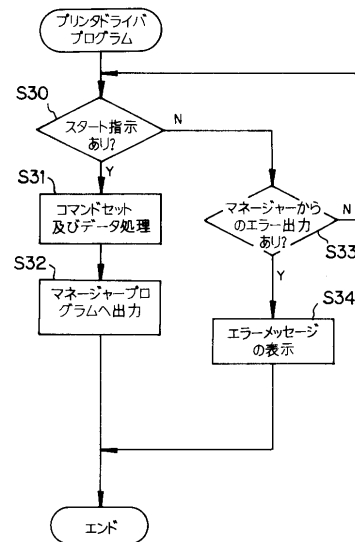 プリンタドライバ
プログラム
S30
スタート指示
あり?
N
Y
S31
コマンドセット
及びデータ処理
S32
マネージャープロ
グラムへ出力
マネージャーから
のエラー出力
あり?
N
S33
Y
S34
エラーメッセージ
の表示
エンド